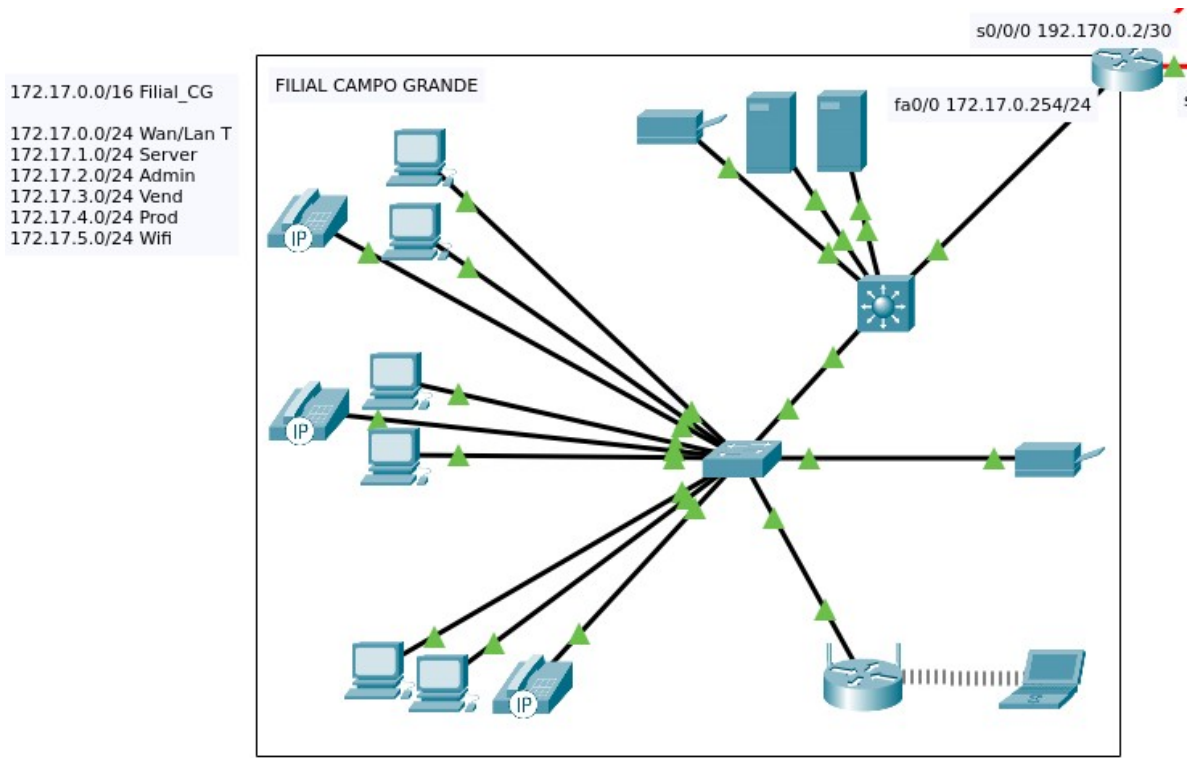 s0/0/0 192.170.0.2/30
FILIAL CAMPO GRANDE
172.17.0.0/16 Filial_CG
fa0/0 172.17.0.254/24
172.17.0.0/24 Wan/Lan T
172.17.1.0/24 Server
172.17.2.0/24 Admin
172.17.3.0/24 Vend
172.17.4.0/24 Prod
172.17.5.0/24 Wifi
IP
IP
IP